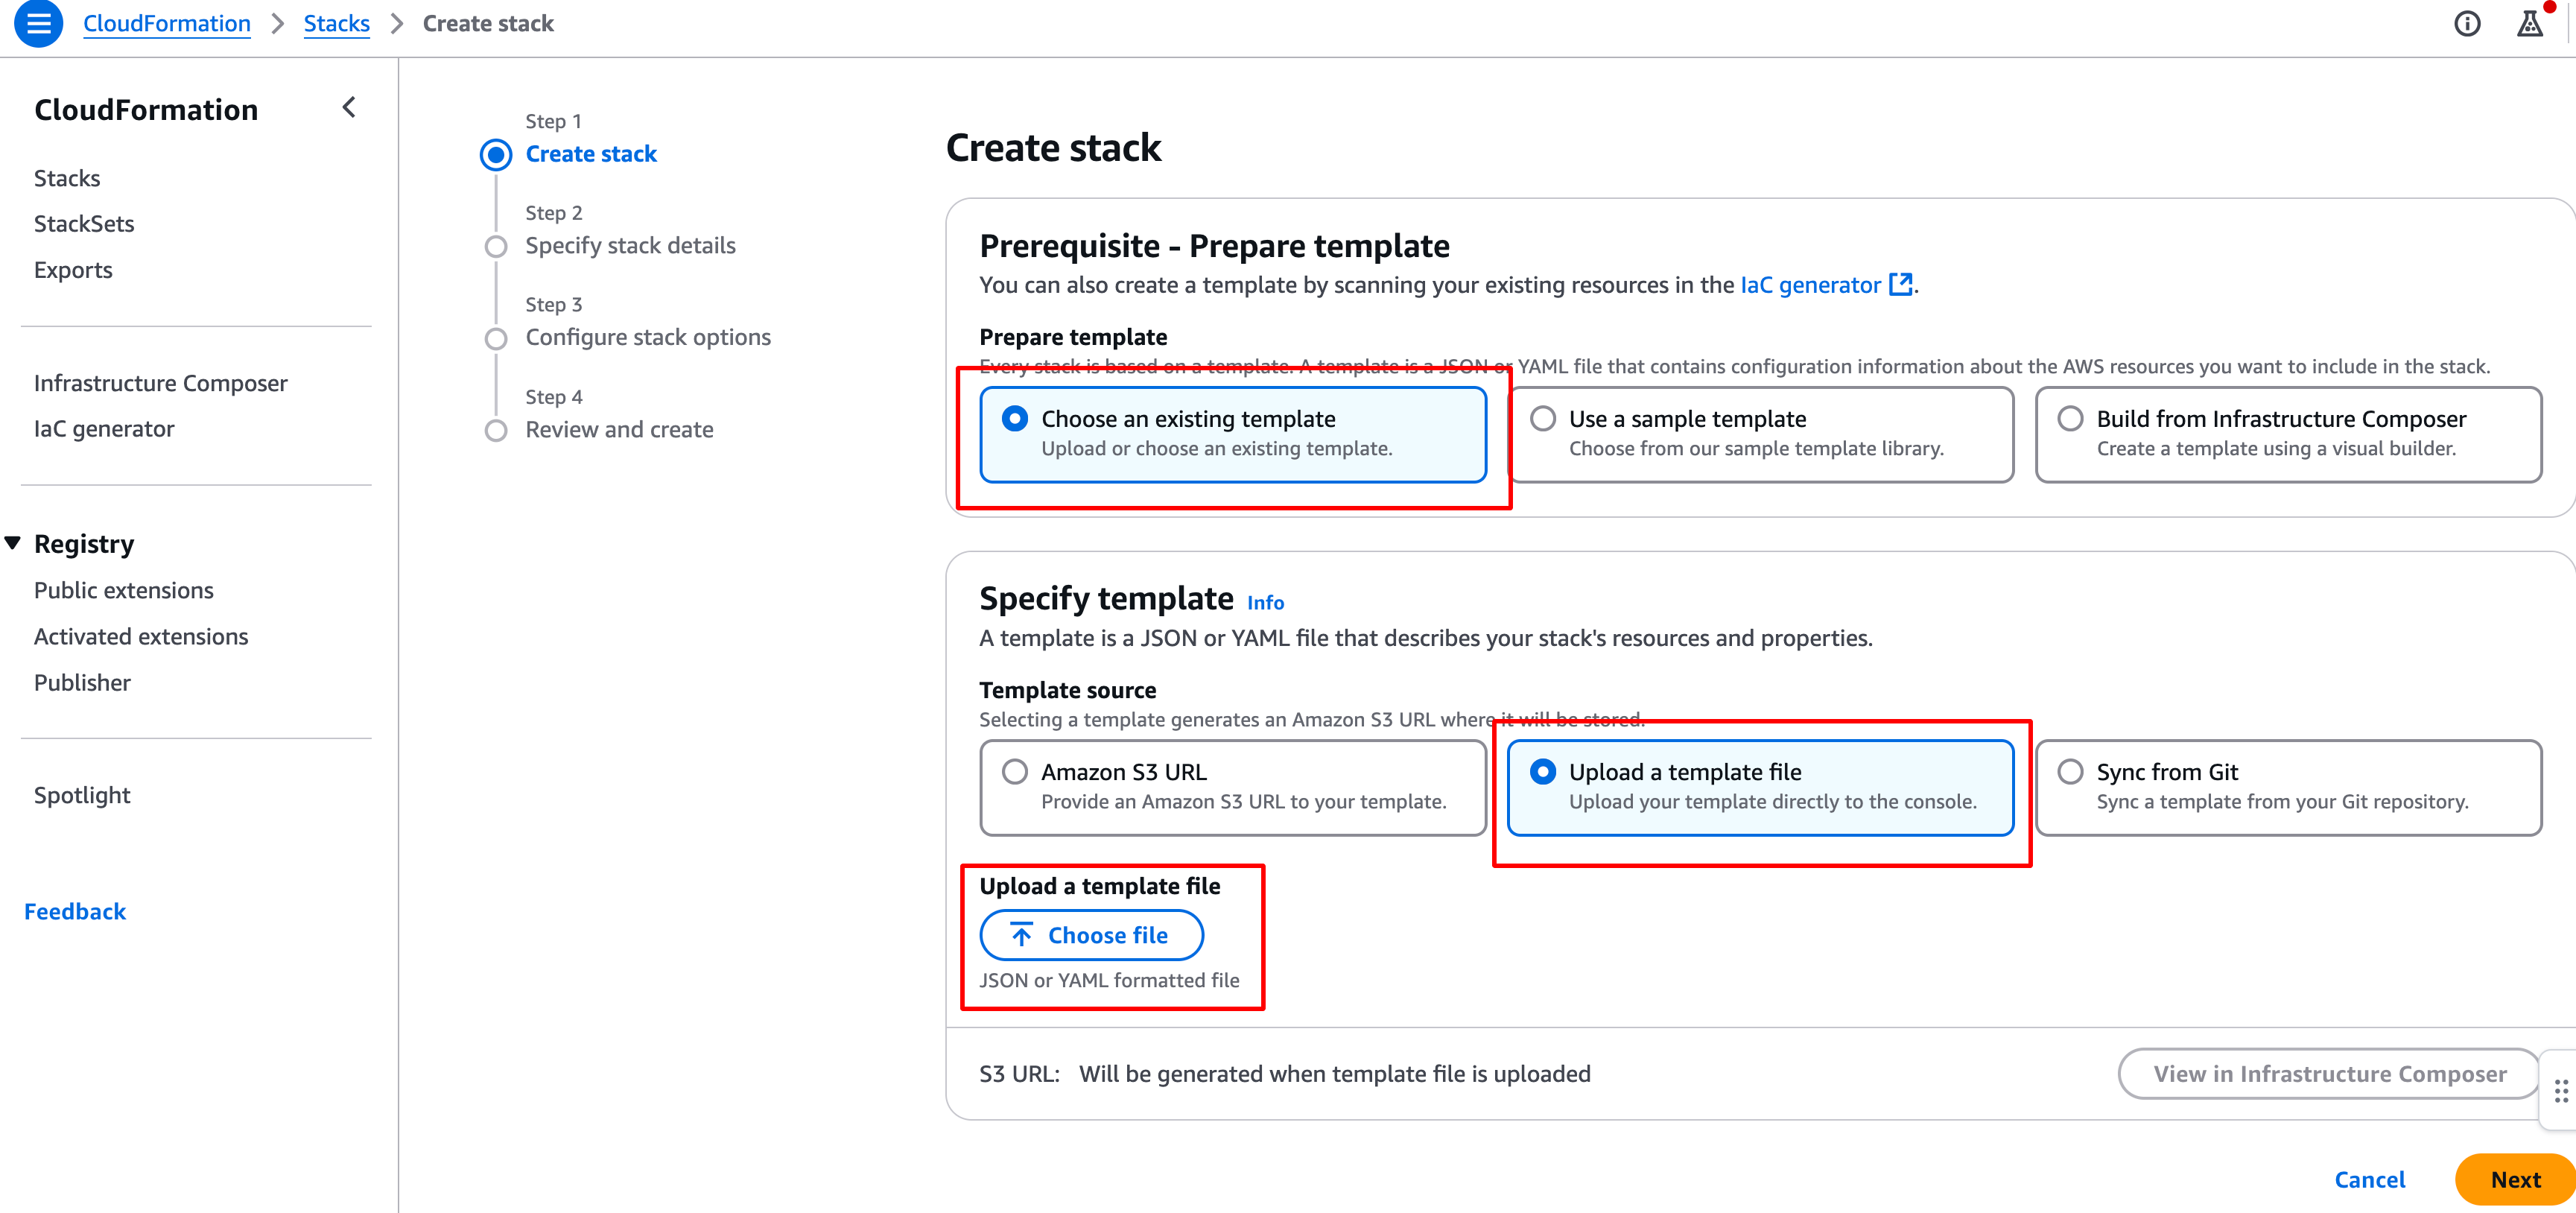 CloudFormation > Stacks > Create stack
CloudFormation
Stacks
StackSets
Exports
Infrastructure Composer
IaC generator
Registry
Public extensions
Activated extensions
Publisher
Spotlight
Feedback
Step 1
Create stack
Step 2
Specify stack details
Step 3
Configure stack options
Step 4
Review and create
Create stack
Prerequisite - Prepare template
You can also create a template by scanning your existing resources in the IaC generator.
Prepare template
Every stack is based on a template. A template is a JSON or YAML file that contains configuration information about the AWS resources you want to include in the stack.
Choose an existing template
Upload or choose an existing template.
Use a sample template
Choose from our sample template library.
Build from Infrastructure Composer
Create a template using a visual builder.
Specify template Info
A template is a JSON or YAML file that describes your stack's resources and properties.
Template source
Selecting a template generates an Amazon S3 URL where it will be stored.
Amazon S3 URL
Provide an Amazon S3 URL to your template.
Upload a template file
Upload your template directly to the console.
Sync from Git
Sync a template from your Git repository.
Upload a template file
Choose file
JSON or YAML formatted file
S3 URL: Will be generated when template file is uploaded
View in Infrastructure Composer
Cancel
Next